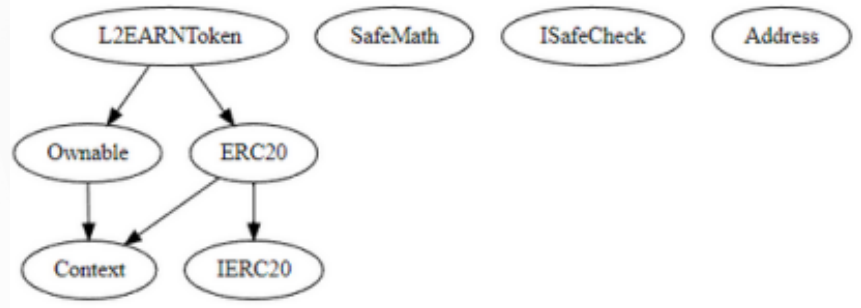 L2EARNToken SafeMath ISafeCheck Address
Ownable ERC20
Context IERC20